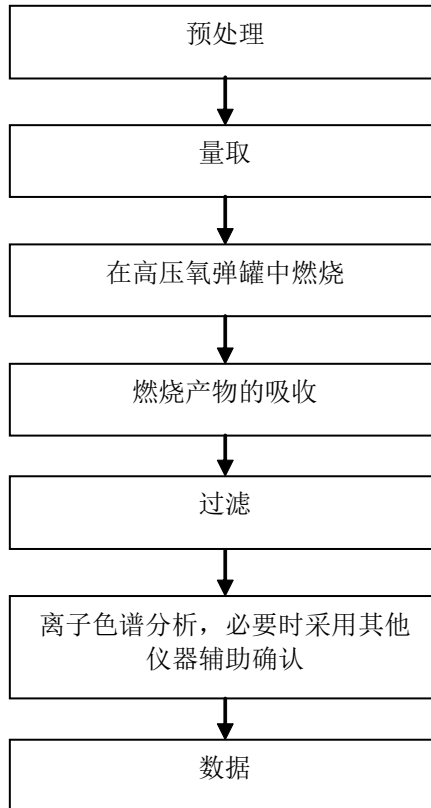 预处理
量取
在高压氧弹罐中燃烧
燃烧产物的吸收
过滤
离子色谱分析，必要时采用其他
仪器辅助确认
数据